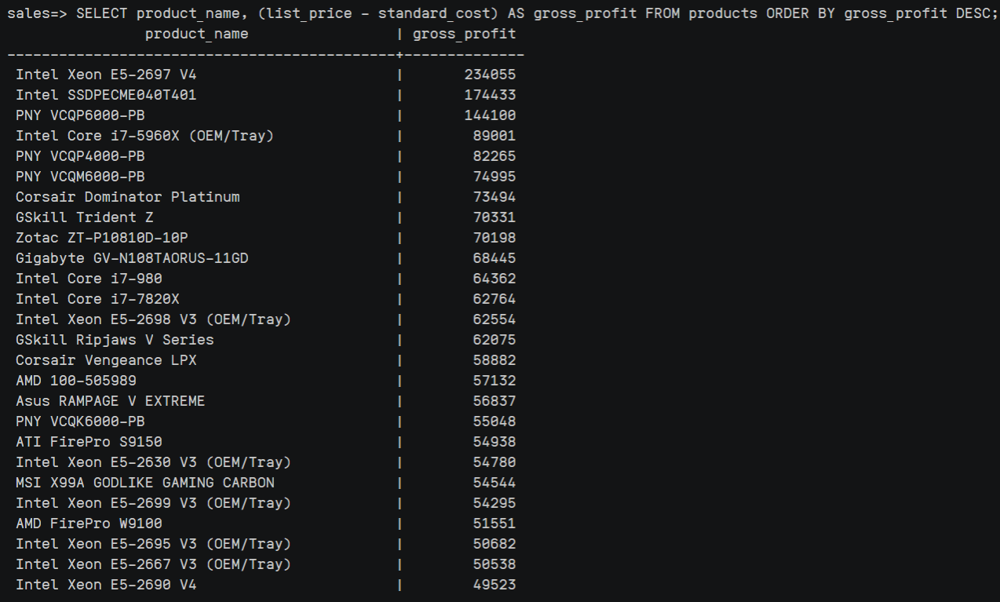 sales=> SELECT product_name, (list_price - standard_cost) AS gross_profit FROM products ORDER BY gross_profit DESC;
product_name | gross_profit
---------------------------------------------+--------------
Intel Xeon E5-2697 V4 | 234055
Intel SSDPECME040T401 | 174433
PNY VCQP6000-PB | 144100
Intel Core i7-5960X (OEM/Tray) | 89001
PNY VCQP4000-PB | 82265
PNY VCQM6000-PB | 74995
Corsair Dominator Platinum | 73494
GSkill Trident Z | 70331
Zotac ZT-P10810D-10P | 70198
Gigabyte GV-N108TAORUS-11GD | 68445
Intel Core i7-980 | 64362
Intel Core i7-7820X | 62764
Intel Xeon E5-2698 V3 (OEM/Tray) | 62554
GSkill Ripjaws V Series | 62075
Corsair Vengeance LPX | 58882
AMD 100-505989 | 57132
Asus RAMPAGE V EXTREME | 56837
PNY VCQK6000-PB | 55048
ATI FirePro S9150 | 54938
Intel Xeon E5-2630 V3 (OEM/Tray) | 54780
MSI X99A GODLIKE GAMING CARBON | 54544
Intel Xeon E5-2699 V3 (OEM/Tray) | 54295
AMD FirePro W9100 | 51551
Intel Xeon E5-2695 V3 (OEM/Tray) | 50682
Intel Xeon E5-2667 V3 (OEM/Tray) | 50538
Intel Xeon E5-2690 V4 | 49523